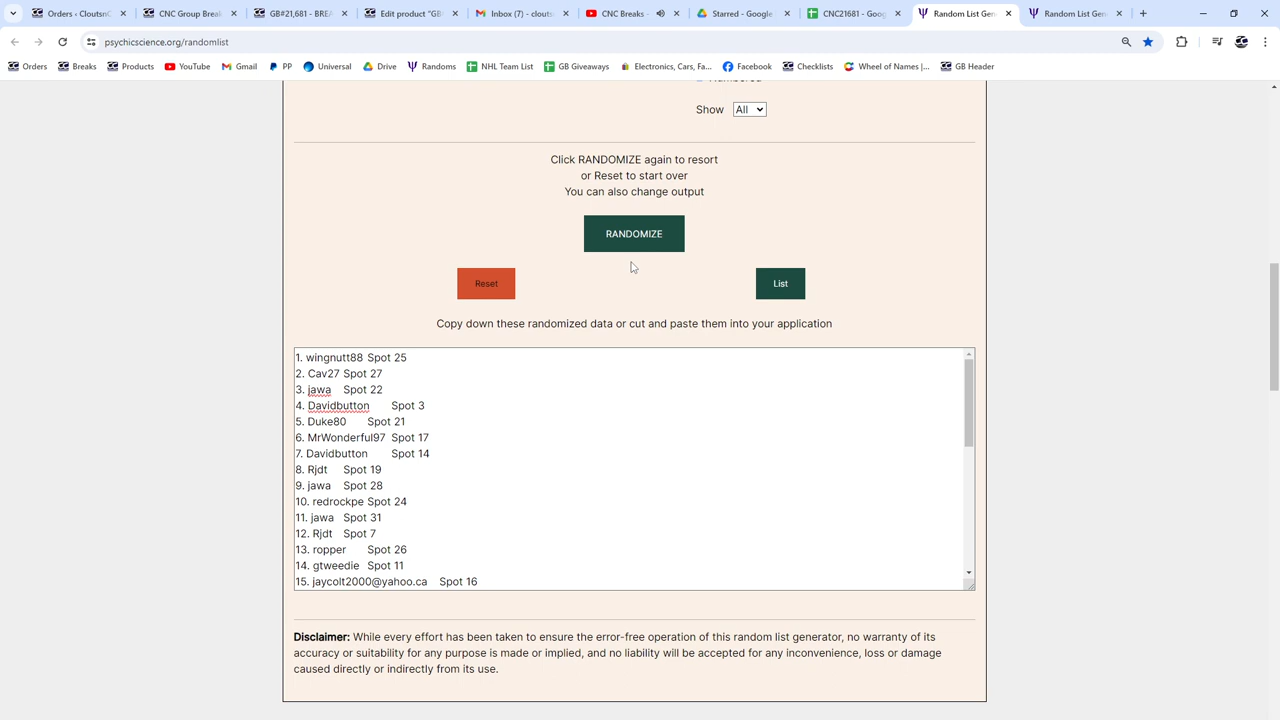 Orders - CloutsnC
CNC Group Break
GB#21,681 - BRE
Edit product "C
Inbox (7) - clouts
CNC Breaks -
Starred - Google
CNC21681 - Goog
Random List Gen
Random List Gene
psychicscience.org/randomlist
Orders
Breaks
Products
YouTube
Gmail
PP
Universal
Drive
Randoms
NHL Team List
GB Giveaways
Electronics, Cars, Fa...
Facebook
Checklists
Wheel of Names |...
GB Header
Numbered
Show All
Click RANDOMIZE again to resort
or Reset to start over
You can also change output
RANDOMIZE
Reset
List
Copy down these randomized data or cut and paste them into your application
1. wingnutt88 Spot 25
2. Cav27 Spot 27
3. jawa Spot 22
4. Davidbutton Spot 3
5. Duke80 Spot 21
6. MrWonderful97 Spot 17
7. Davidbutton Spot 14
8. Rjdt Spot 19
9. jawa Spot 28
10. redrockpe Spot 24
11. jawa Spot 31
12. Rjdt Spot 7
13. ropper Spot 26
14. gtweedie Spot 11
15. jaycolt2000@yahoo.ca Spot 16
Disclaimer: While every effort has been taken to ensure the error-free operation of this random list generator, no warranty of its
accuracy or suitability for any purpose is made or implied, and no liability will be accepted for any inconvenience, loss or damage
caused directly or indirectly from its use.